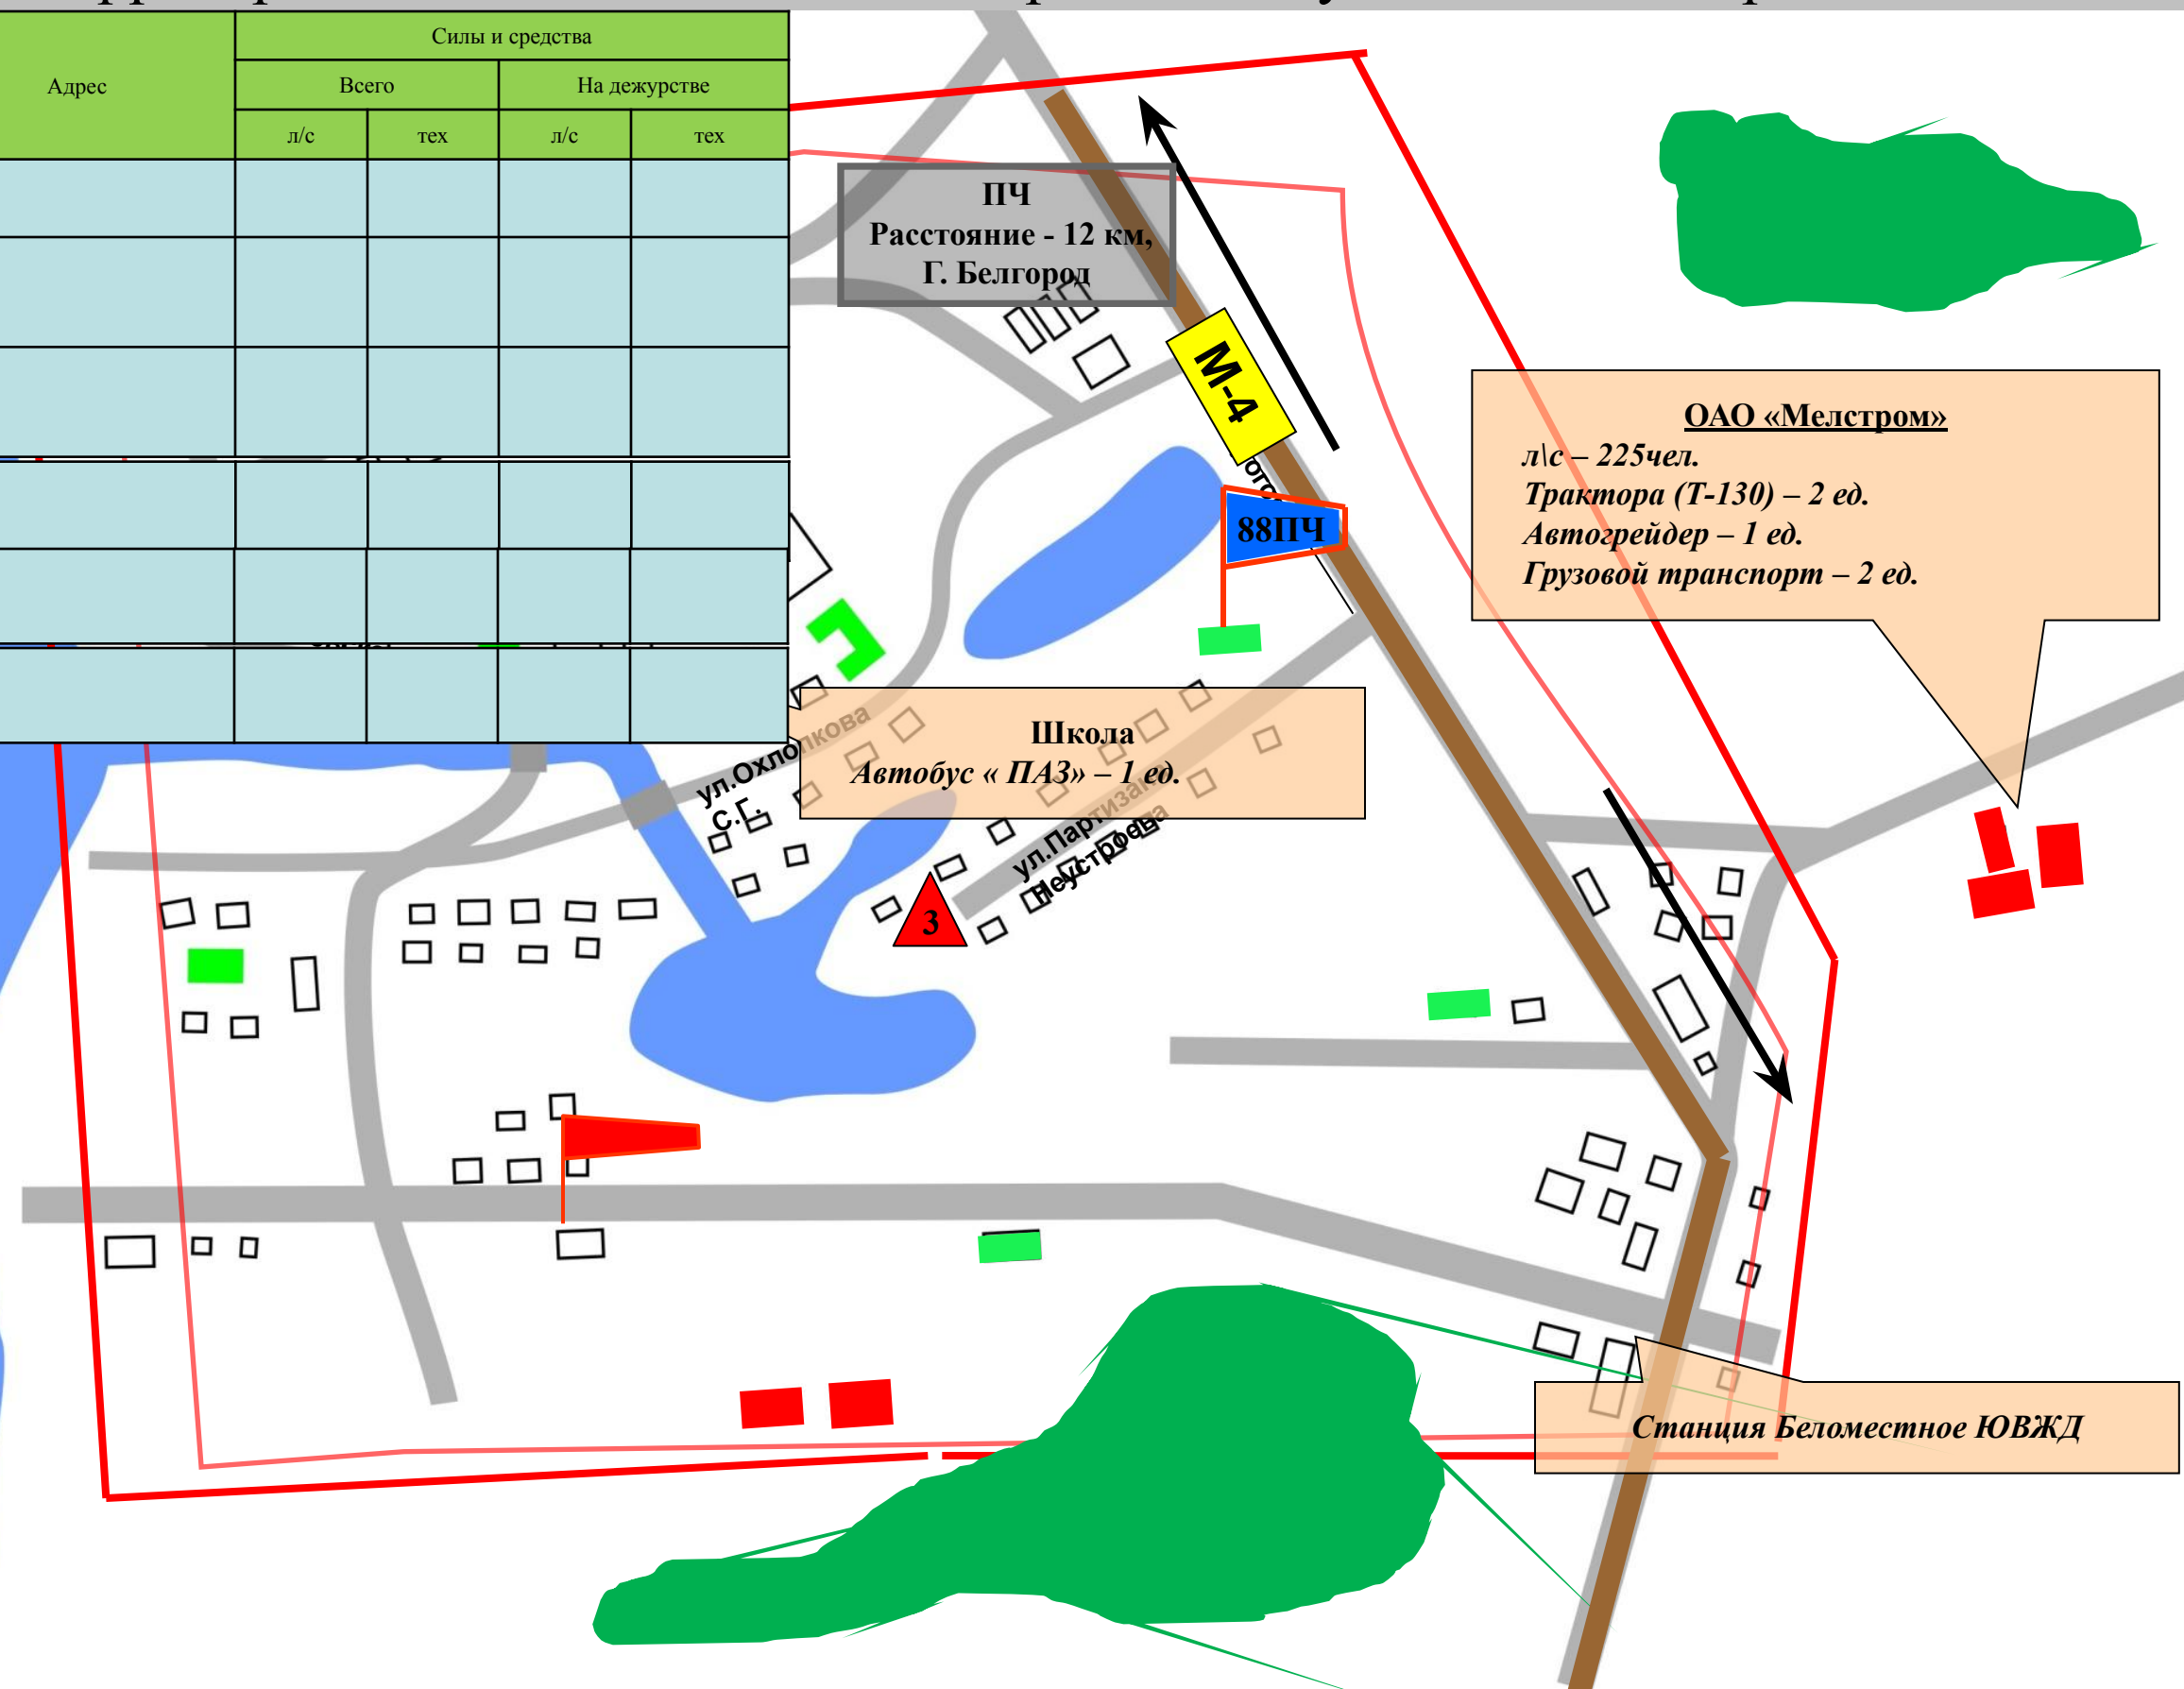 Адрес
Силы и средства
Всего
На дежурстве
л/с
тех
л/с
тех
ПЧ
Расстояние - 12 км,
Г. Белгород
М-4
88ПЧ
ОАО «Мелстром»
л\с – 225чел.
Трактора (Т-130) – 2 ед.
Автогрейдер – 1 ед.
Грузовой транспорт – 2 ед.
Школа
Автобус « ПАЗ» – 1 ед.
ул.Охлопкова
С.Г.
ул.Партизана
Неустроева
3
Станция Беломестное ЮВЖД